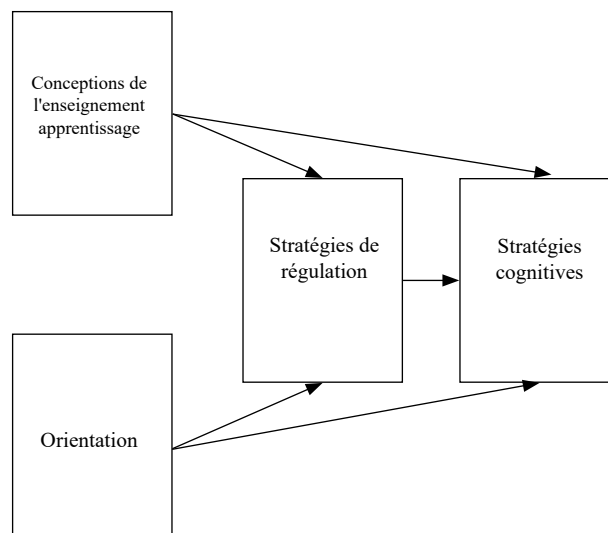 Conceptions de
l'enseignement
apprentissage
Stratégies de
régulation
Stratégies
cognitives
Orientation